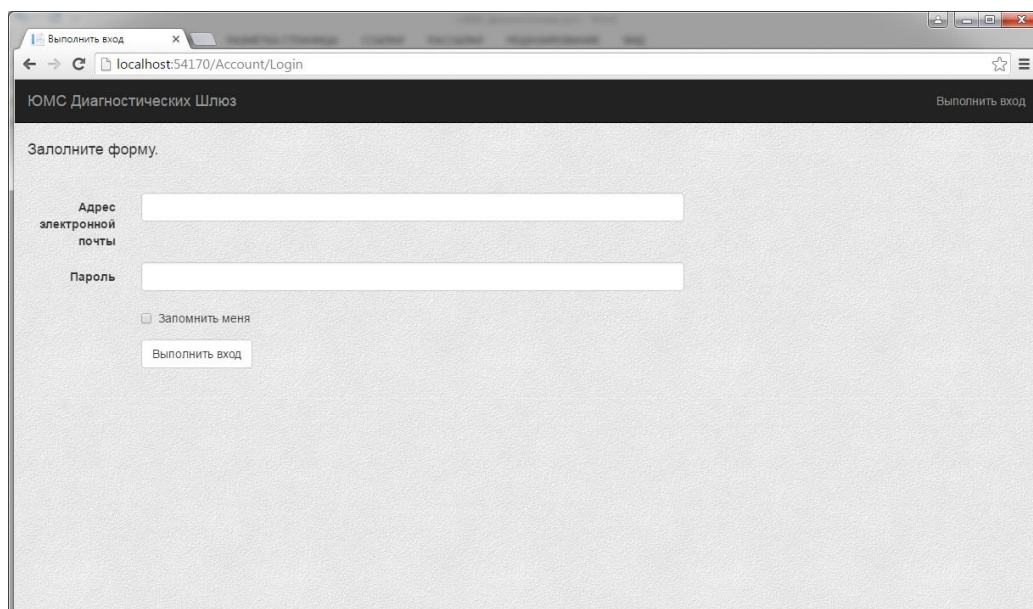 Выполнить вход
localhost:54170/Account/Login
ЮМС Диагностических Шлюз
Выполнить вход
Залолните форму.
Адрес
электронной
почты
Пароль
Запомнить меня
Выполнить вход